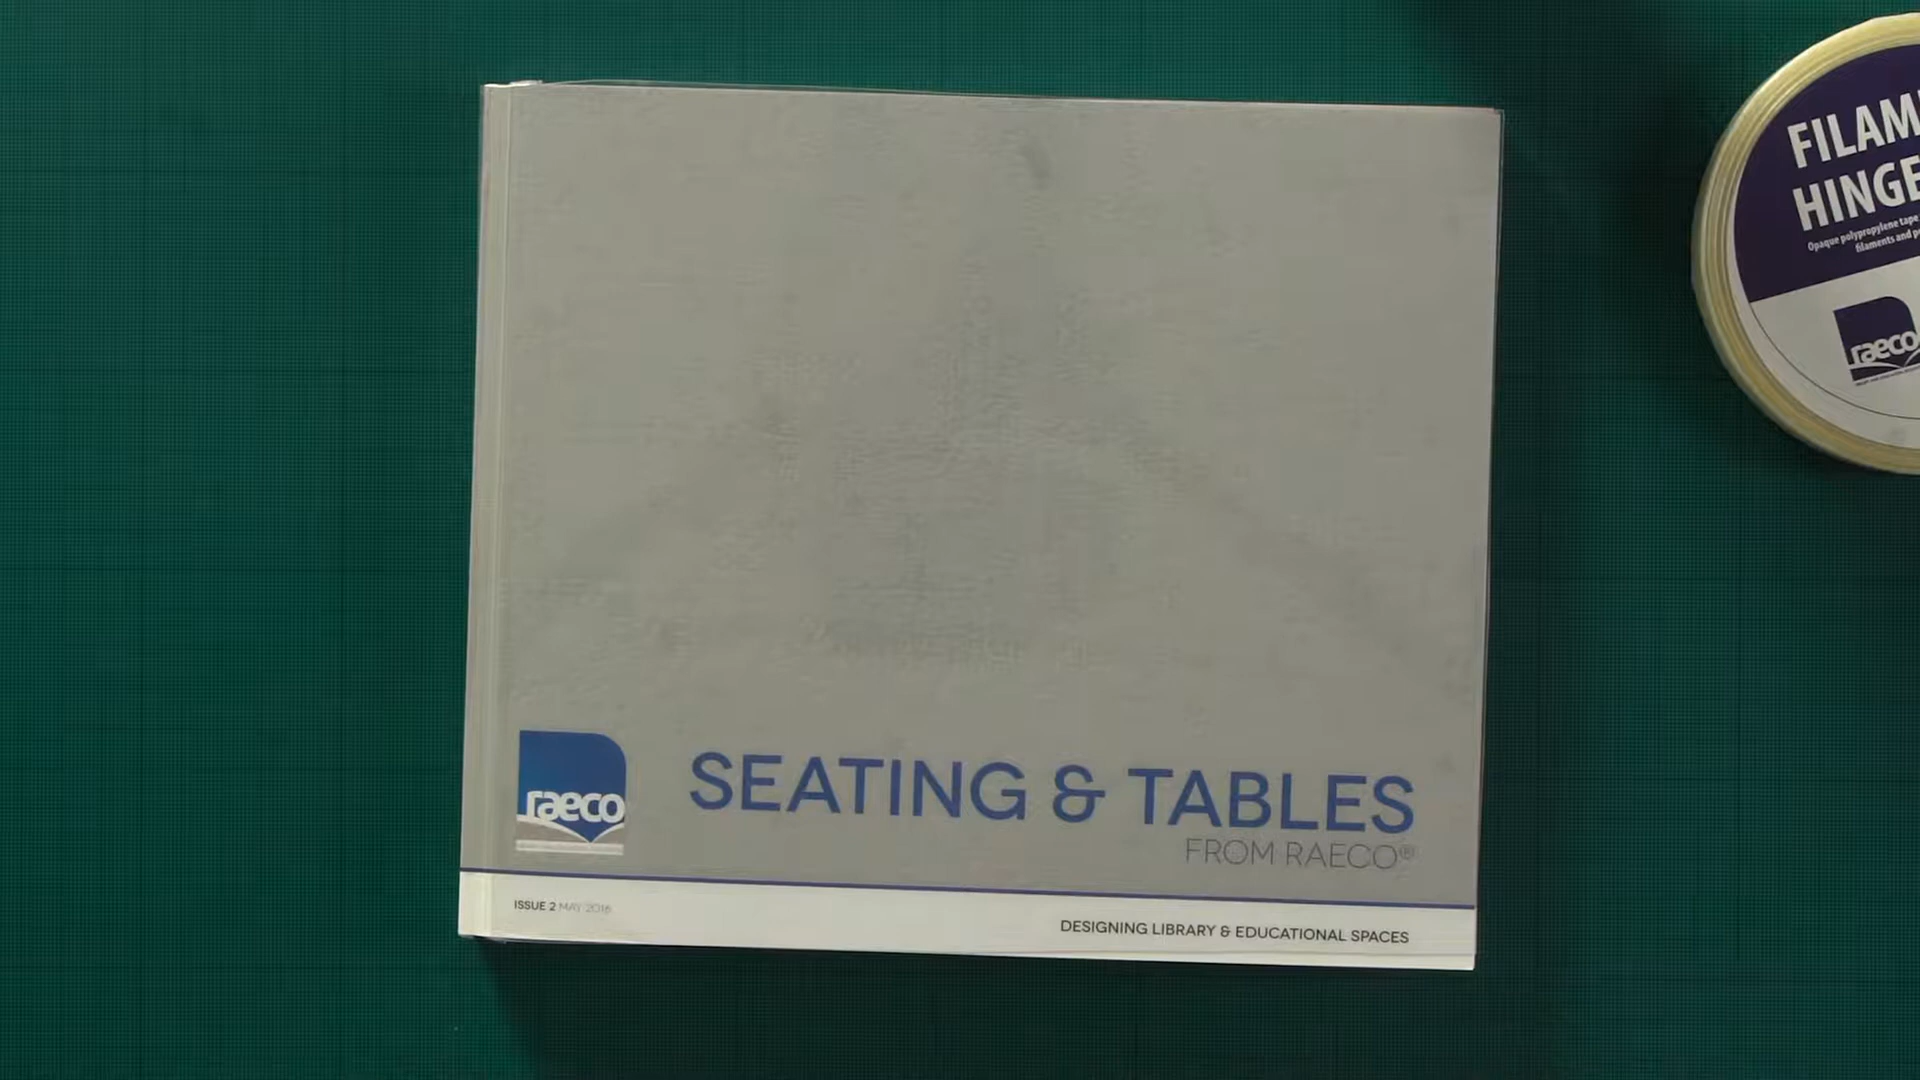 raeco
SEATING & TABLES
FROM RAECO®
ISSUE 2 MAY 2016
DESIGNING LIBRARY & EDUCATIONAL SPACES
FILAM
HINGE
Opaque polypropylene tape
filaments and p
raeco